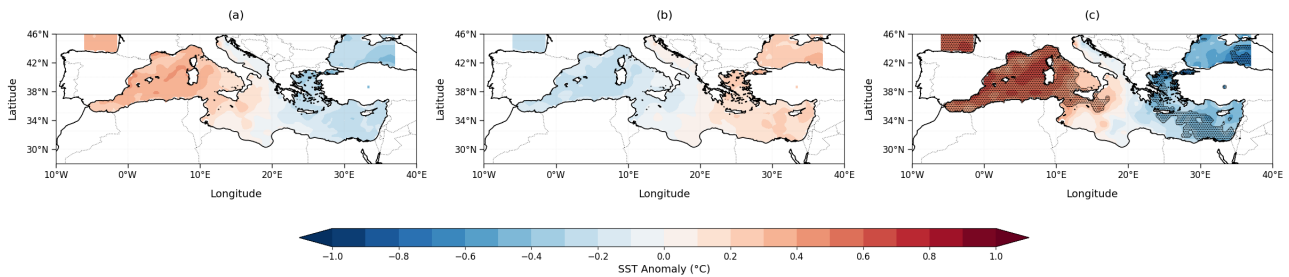 (a) (b) (c)
46°N 46°N 46°N
42°N 42°N 42°N
38°N 38°N 38°N
34°N 34°N 34°N
30°N 30°N 30°N
Latitude Latitude Latitude
10°W 0°W 10°E 20°E 30°E 40°E 10°W 0°W 10°E 20°E 30°E 40°E 10°W 0°W 10°E 20°E 30°E 40°E
Longitude Longitude Longitude
−1.0 −0.8 −0.6 −0.4 −0.2 0.0 0.2 0.4 0.6 0.8 1.0
SST Anomaly (°C)